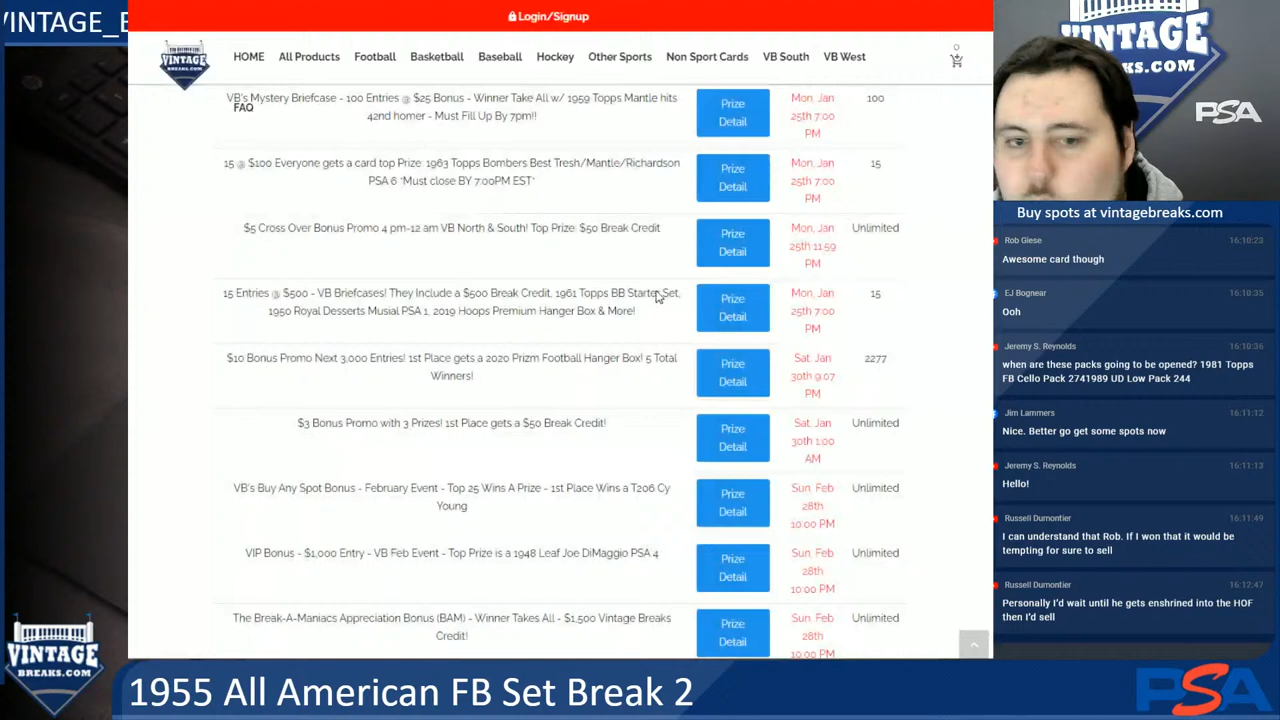 VINTAGE_B
Login/Signup
VINTAGE
BREAKS.COM
HOME All Products Football Basketball Baseball Hockey Other Sports Non Sport Cards VB South VB West
0
FAQ
VB's Mystery Briefcase - 100 Entries @ $25 Bonus - Winner Take All w/ 1959 Topps Mantle hits
42nd homer - Must Fill Up By 7pm!!
Prize
Detail
Mon, Jan
25th 7:00
PM
100
15 @ $100 Everyone gets a card top Prize: 1963 Topps Bombers Best Tresh/Mantle/Richardson
PSA 6 *Must close BY 7:00PM EST*
Prize
Detail
Mon, Jan
25th 7:00
PM
15
$5 Cross Over Bonus Promo 4 pm-12 am VB North & South! Top Prize: $50 Break Credit
Prize
Detail
Mon, Jan
25th 11:59
PM
Unlimited
15 Entries @ $500 - VB Briefcases! They Include a $500 Break Credit, 1961 Topps BB Starter Set,
1950 Royal Desserts Musial PSA 1, 2019 Hoops Premium Hanger Box & More!
Prize
Detail
Mon, Jan
25th 7:00
PM
15
$10 Bonus Promo Next 3,000 Entries! 1st Place gets a 2020 Prizm Football Hanger Box! 5 Total
Winners!
Prize
Detail
Sat, Jan
30th 9:07
PM
2277
$3 Bonus Promo with 3 Prizes! 1st Place gets a $50 Break Credit!
Prize
Detail
Sat, Jan
30th 1:00
AM
Unlimited
VB's Buy Any Spot Bonus - February Event - Top 25 Wins A Prize - 1st Place Wins a T206 Cy
Young
Prize
Detail
Sun, Feb
28th
10:00 PM
Unlimited
VIP Bonus - $1,000 Entry - VB Feb Event - Top Prize is a 1948 Leaf Joe DiMaggio PSA 4
Prize
Detail
Sun, Feb
28th
10:00 PM
Unlimited
The Break-A-Maniacs Appreciation Bonus (BAM) - Winner Takes All - $1,500 Vintage Breaks
Credit!
Prize
Detail
Sun, Feb
28th
10:00 PM
Unlimited
VINTAGE
KS.COM
PSA
Buy spots at vintagebreaks.com
Rob Giese 16:10:23
Awesome card though
EJ Bognear 16:10:35
Ooh
Jeremy S. Reynolds 16:10:36
when are these packs going to be opened? 1981 Topps
FB Cello Pack 2741989 UD Low Pack 244
Jim Lammers 16:11:12
Nice. Better go get some spots now
Jeremy S. Reynolds 16:11:13
Hello!
Russell Dumontier 16:11:49
I can understand that Rob. If I won that it would be
tempting for sure to sell
Russell Dumontier 16:12:47
Personally I'd wait until he gets enshrined into the HOF
then I'd sell
VINTAGE
BREAKS.COM
1955 All American FB Set Break 2
PSA